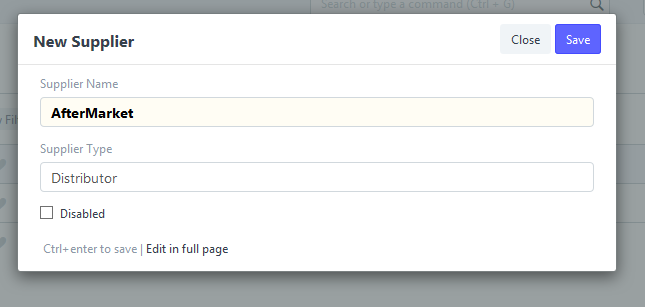 Search or type a command (Ctrl + G)
New Supplier
Close
Save
Supplier Name
AfterMarket
Supplier Type
Distributor
Disabled
Ctrl+enter to save | Edit in full page